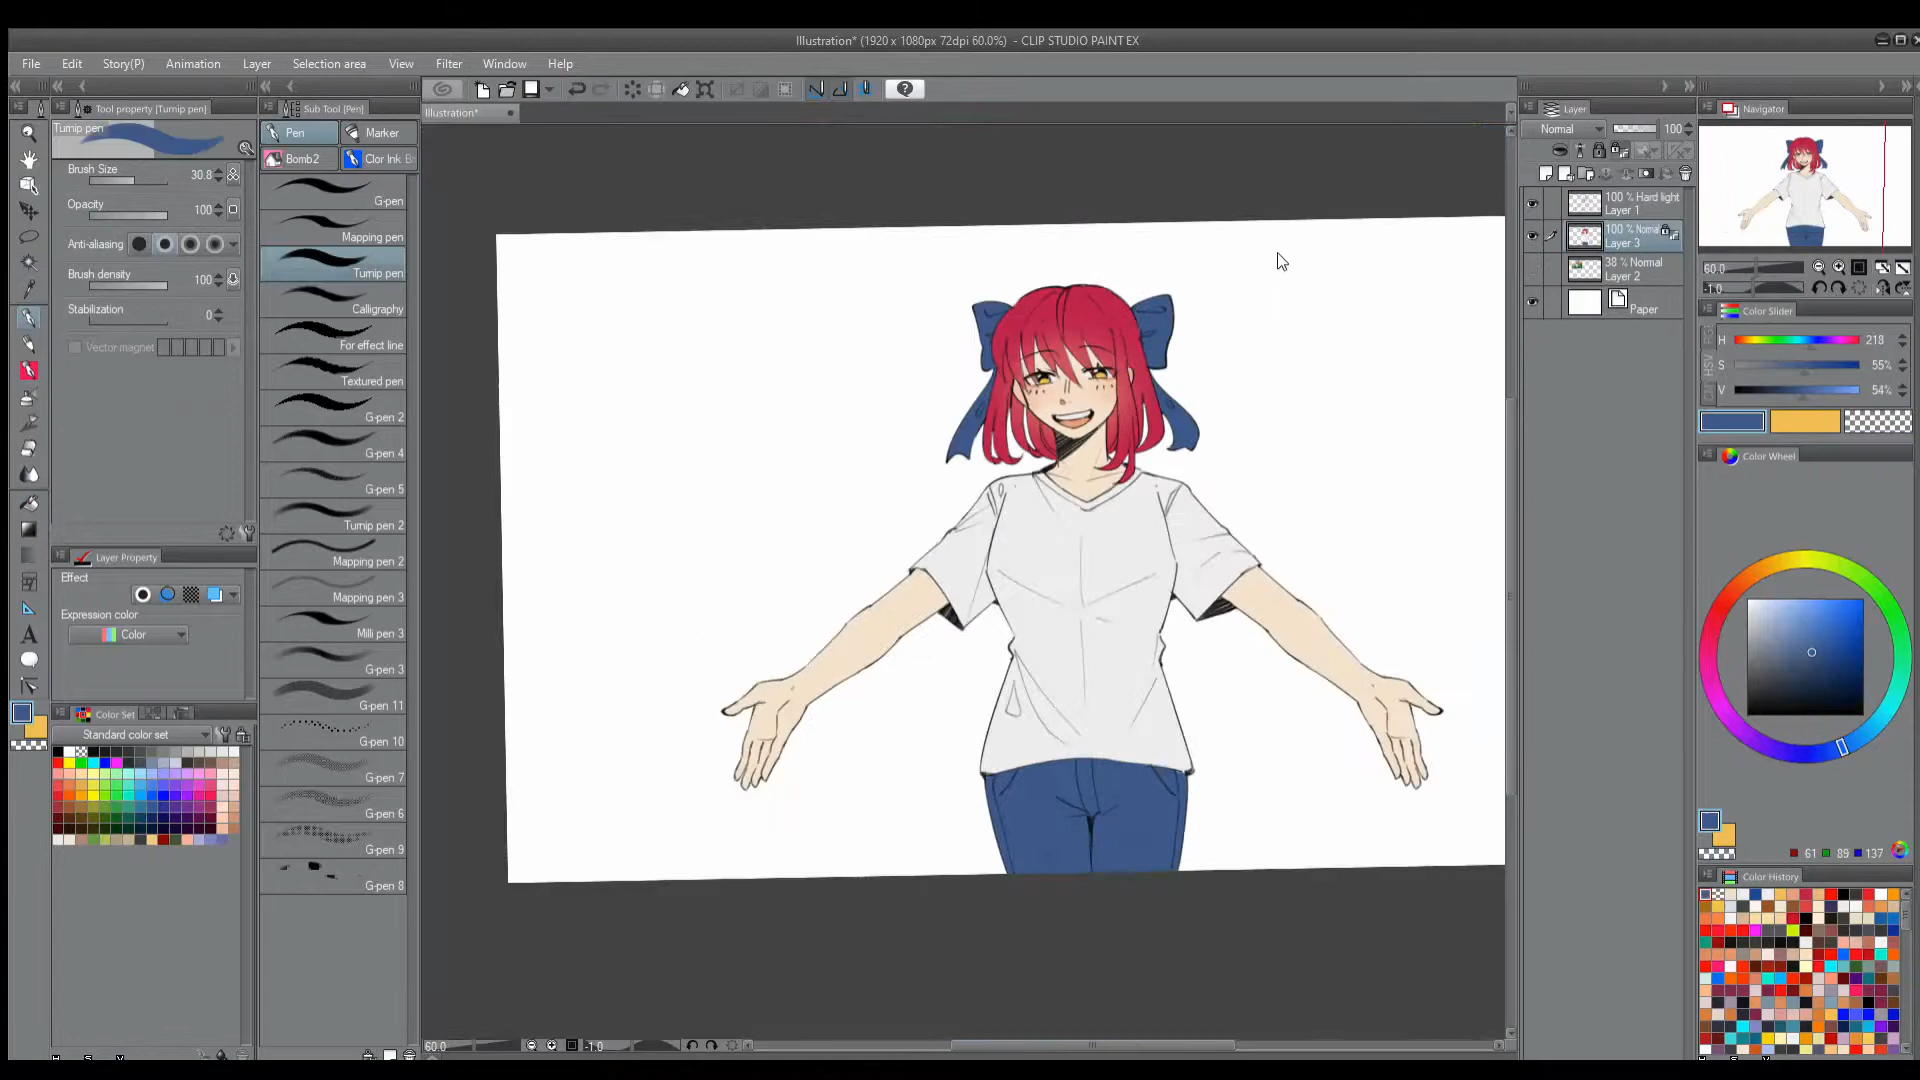 Illustration* (1920 x 1080px 72dpi 60.0%) - CLIP STUDIO PAINT EX
File Edit Story(P) Animation Layer Selection area View Filter Window Help
Illustration*
Tool property [Turnip pen]
Turnip pen
Brush Size 30.8
Opacity 100
Anti-aliasing
Brush density 100
Stabilization 0
Vector magnet
Layer Property
Effect
Expression color
Color
Color Set
Standard color set
Sub Tool [Pen]
Pen Marker
Bomb2 Clor Ink B
G-pen
Mapping pen
Turnip pen
Calligraphy
For effect line
Textured pen
G-pen 2
G-pen 4
G-pen 5
Turnip pen 2
Mapping pen 2
Mapping pen 3
Milli pen 3
G-pen 3
G-pen 11
G-pen 10
G-pen 7
G-pen 6
G-pen 9
G-pen 8
60.0 -1.0
Layer
Normal 100
100 % Hard light
Layer 1
100 % Norma
Layer 3
38 % Normal
Layer 2
Paper
Navigator
60.0
-1.0
Color Slider
H 218
S 55%
V 54%
HSV
Color Wheel
61 89 137
Color History